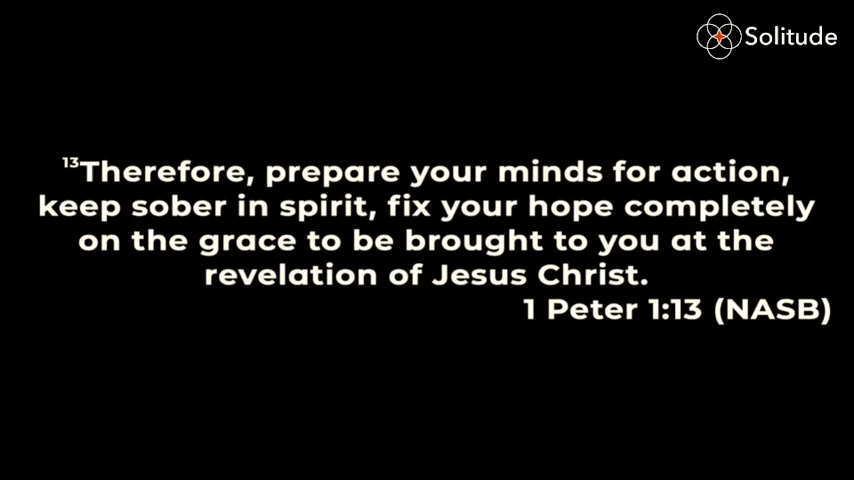 Solitude
¹³Therefore, prepare your minds for action,
keep sober in spirit, fix your hope completely
on the grace to be brought to you at the
revelation of Jesus Christ.
1 Peter 1:13 (NASB)